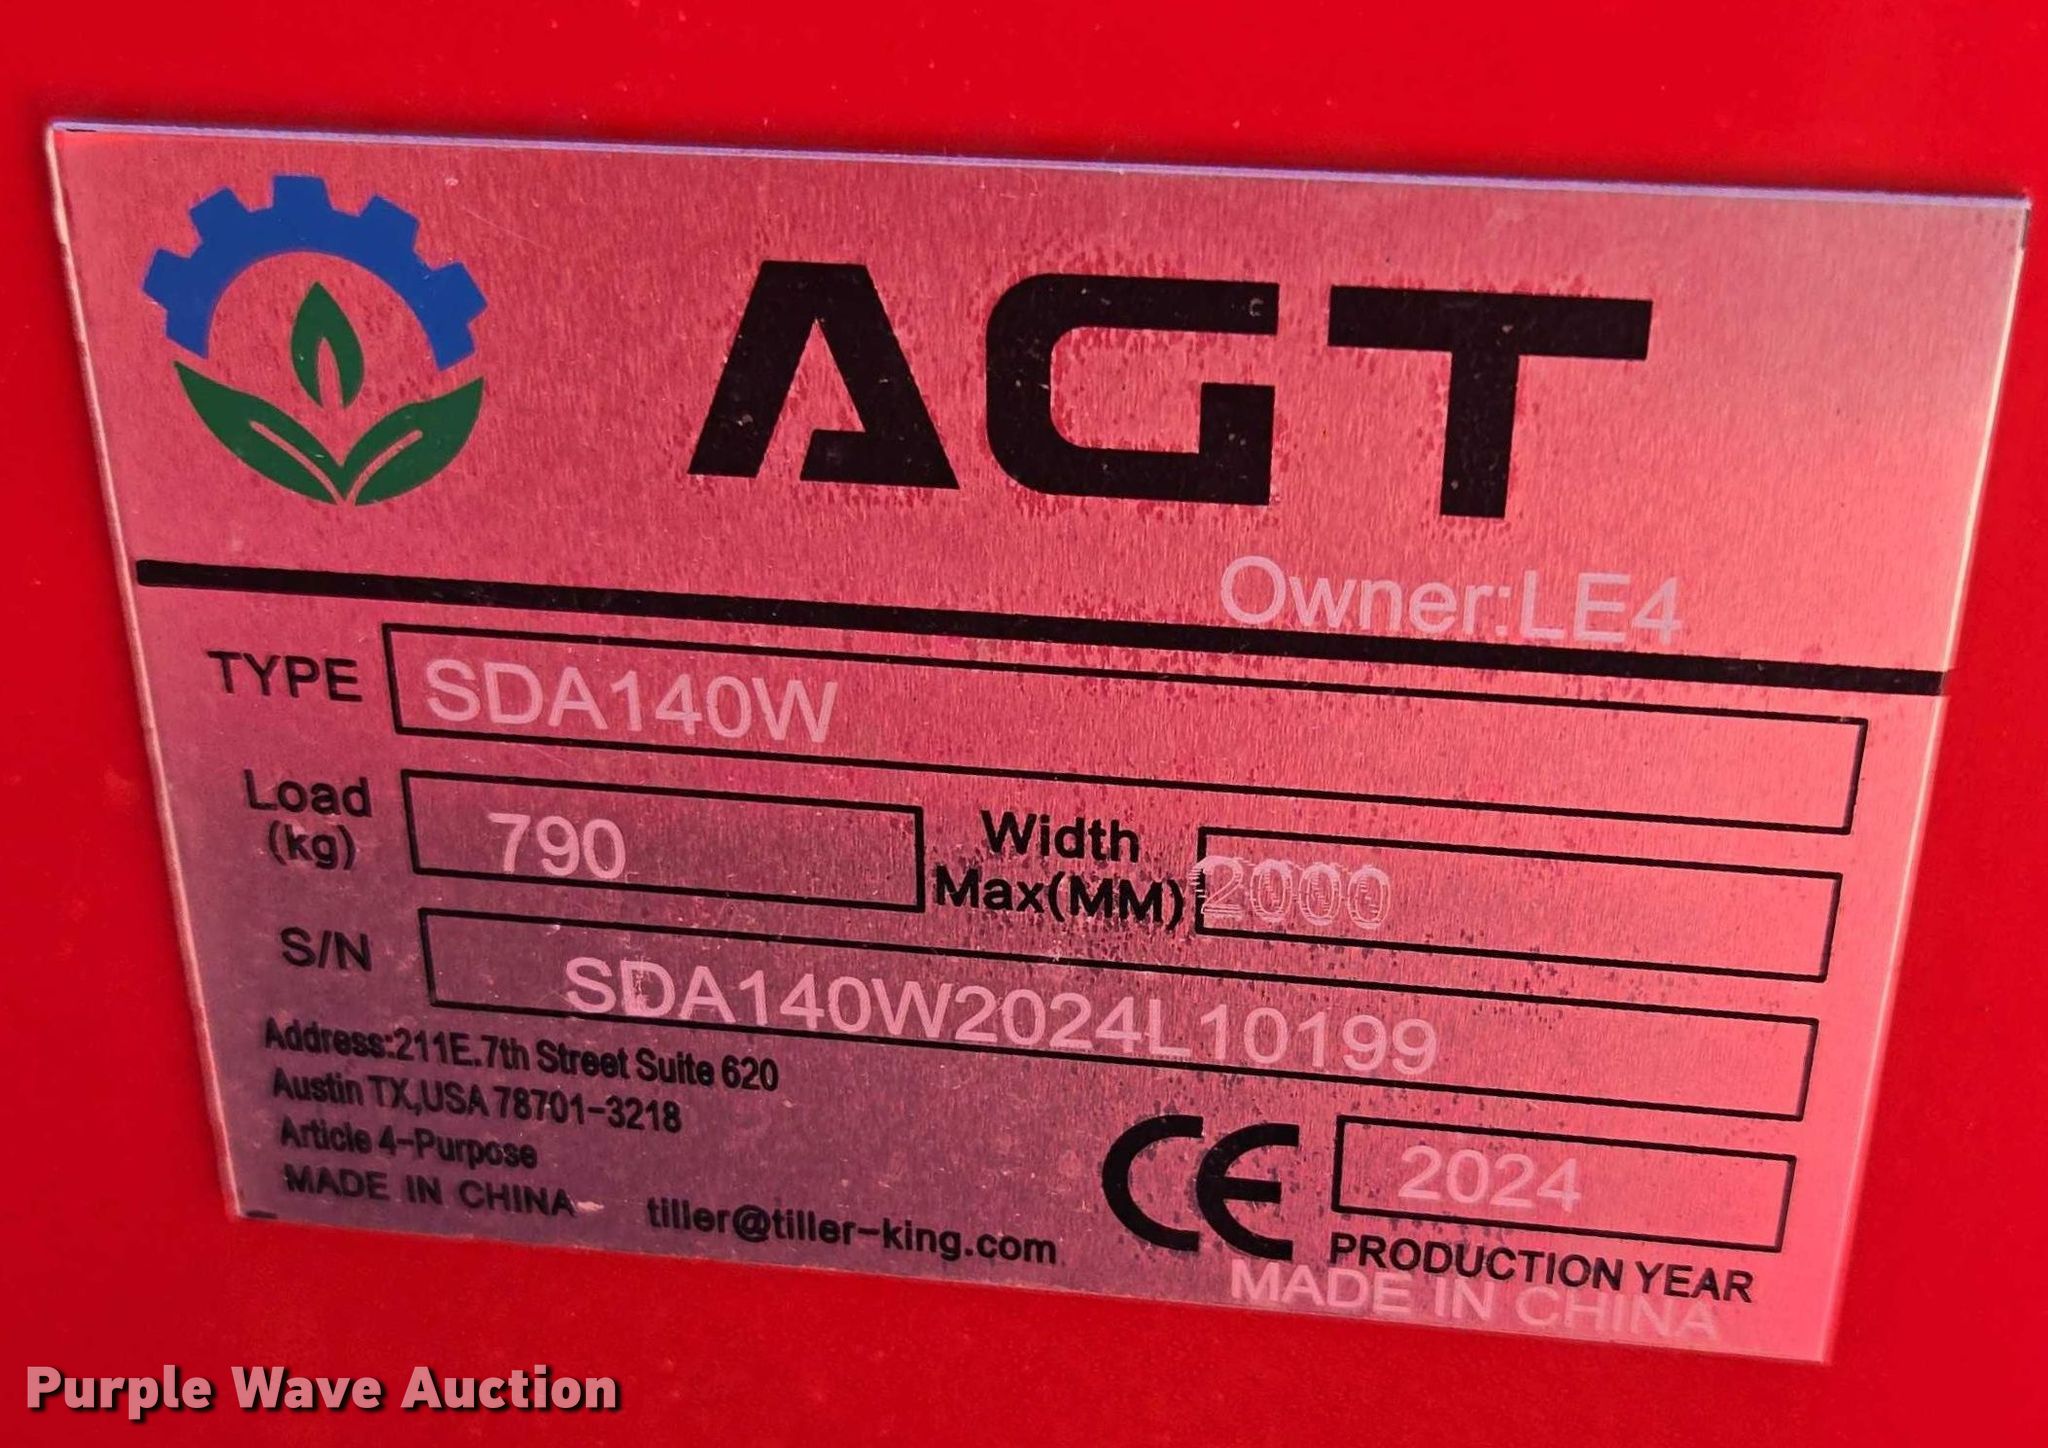 AGT
Owner:LE4
TYPE SDA140W
Load (kg) 790 Width Max(MM) 2000
S/N SDA140W2024L10199
Address:211E.7th Street Suite 620
Austin TX,USA 78701-3218
Article 4-Purpose
MADE IN CHINA tiller@tiller-king.com
CE 2024
PRODUCTION YEAR
MADE IN CHINA
Purple Wave Auction